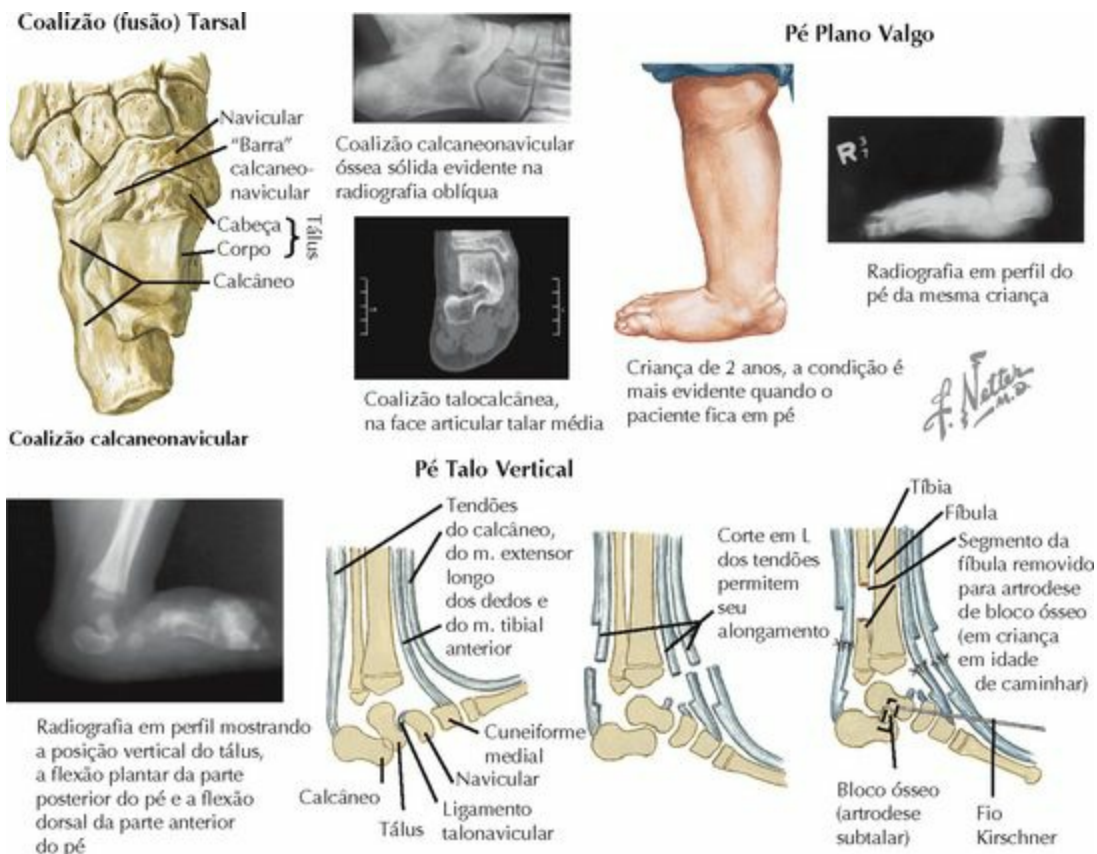 Coalizão (fusão) Tarsal
Navicular
“Barra”
calcaneo-
navicular
Cabeça
Corpo
Tálus
Calcâneo
Coalizão calcaneonavicular
Coalizão calcaneonavicular
óssea sólida evidente na
radiografia oblíqua
Coalizão talocalcânea,
na face articular talar média
Pé Plano Valgo
R
Radiografia em perfil do
pé da mesma criança
Criança de 2 anos, a condição é
mais evidente quando o
paciente fica em pé
F. Netter
M.D.
Pé Talo Vertical
Radiografia em perfil mostrando
a posição vertical do tálus,
a flexão plantar da parte
posterior do pé e a flexão
dorsal da parte anterior
do pé
Tendões
do calcâneo,
do m. extensor
longo
dos dedos e
do m. tibial
anterior
Cuneiforme
medial
Navicular
Ligamento
talonavicular
Tálus
Calcâneo
Corte em L
dos tendões
permitem
seu
alongamento
Tíbia
Fíbula
Segmento da
fíbula removido
para artrodese
de bloco ósseo
(em criança
em idade
de caminhar)
Bloco ósseo
(artrodese
subtalar)
Fio
Kirschner